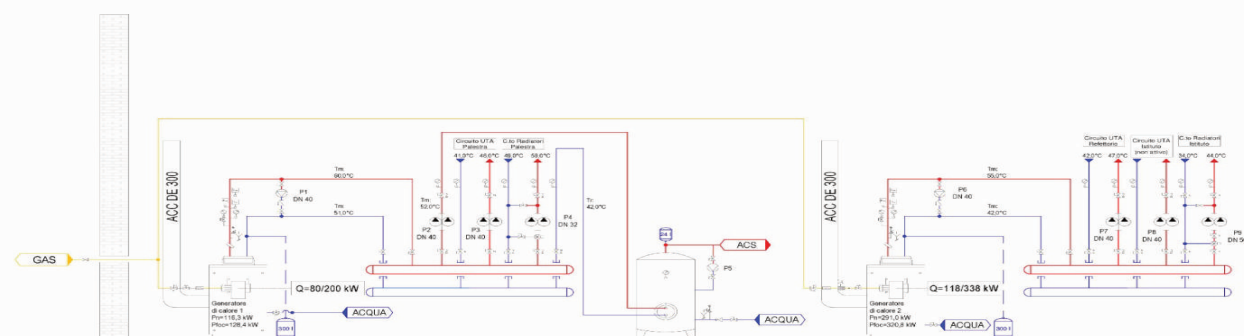 GAS
ACC DE 300
Generatore
di calore 1
Pn=116,3 kW
Pfoc=128,4 kW
Q=80/200 kW
300 l
ACQUA
Tm:
60,0°C
P1
DN 40
Tr:
51,0°C
Circuito UTA
Palestra
41,0°C
45,0°C
C.to Radiatori
Palestra
58,0°C
Tm:
52,0°C
P2
DN 40
P3
DN 40
P4
DN 32
Tr:
42,0°C
24 l
ACS
P5
ACQUA
ACC DE 300
Generatore
di calore 2
Pn=291,0 kW
Pfoc=320,8 kW
Q=118/338 kW
ACQUA
300 l
Tm:
55,0°C
P6
DN 40
Tr:
42,0°C
Circuito UTA
Refettorio
42,0°C
47,0°C
Circuito UTA
Istituto
(non attivo)
C.to Radiatori
Istituto
34,0°C
44,0°C
P7
DN 40
P8
DN 40
P9
DN 50